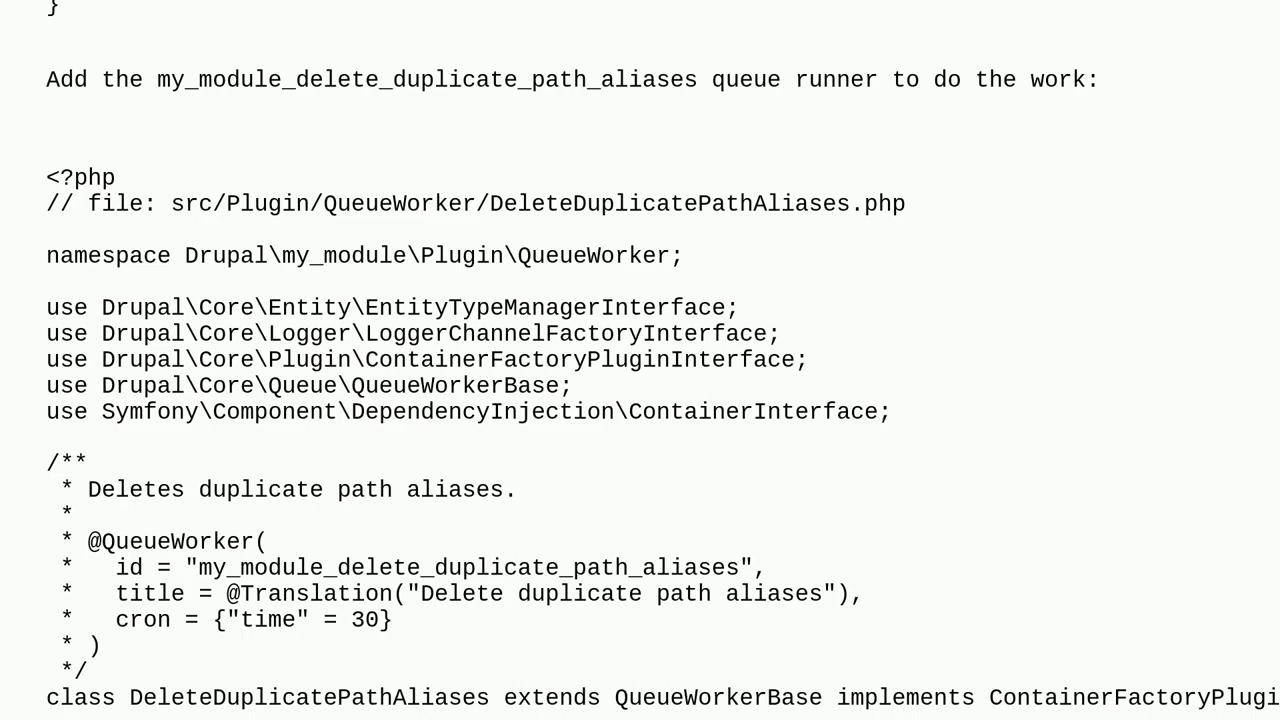 }
Add the my_module_delete_duplicate_path_aliases queue runner to do the work:
<?php
// file: src/Plugin/QueueWorker/DeleteDuplicatePathAliases.php
namespace Drupal\my_module\Plugin\QueueWorker;
use Drupal\Core\Entity\EntityTypeManagerInterface;
use Drupal\Core\Logger\LoggerChannelFactoryInterface;
use Drupal\Core\Plugin\ContainerFactoryPluginInterface;
use Drupal\Core\Queue\QueueWorkerBase;
use Symfony\Component\DependencyInjection\ContainerInterface;
/**
 * Deletes duplicate path aliases.
 *
 * @QueueWorker(
 *   id = "my_module_delete_duplicate_path_aliases",
 *   title = @Translation("Delete duplicate path aliases"),
 *   cron = {"time" = 30}
 * )
 */
class DeleteDuplicatePathAliases extends QueueWorkerBase implements ContainerFactoryPlugi